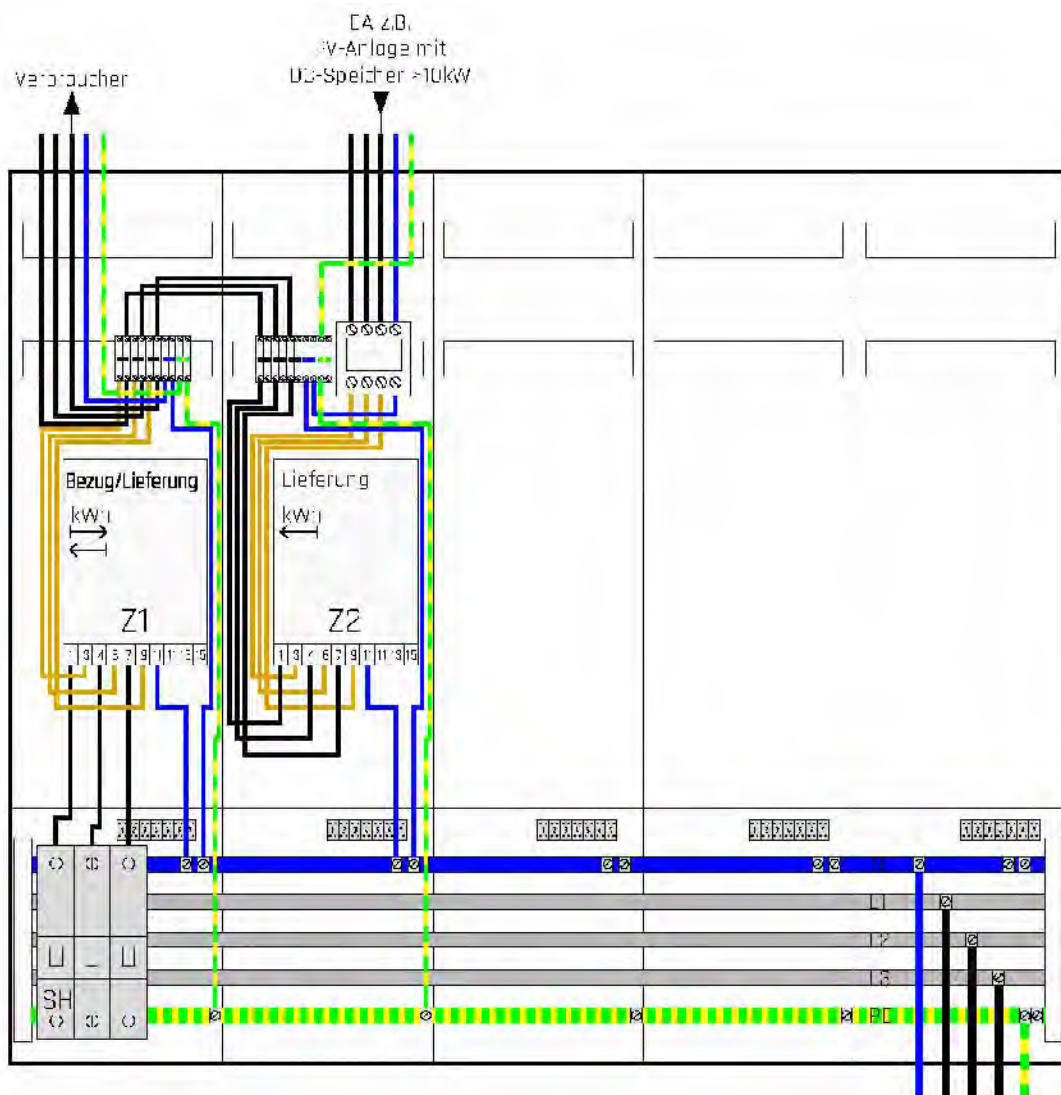 EA z.B.
PV-Anlage mit
DC-Speicher >10kW
Verbraucher
Bezug/Lieferung
kWh
Z1
Lieferung
kWh
Z2
1 3 4 6 7 9 11 11 13 15
1 3 4 6 7 9 11 11 13 15
L1
L2
L3
SH
PE